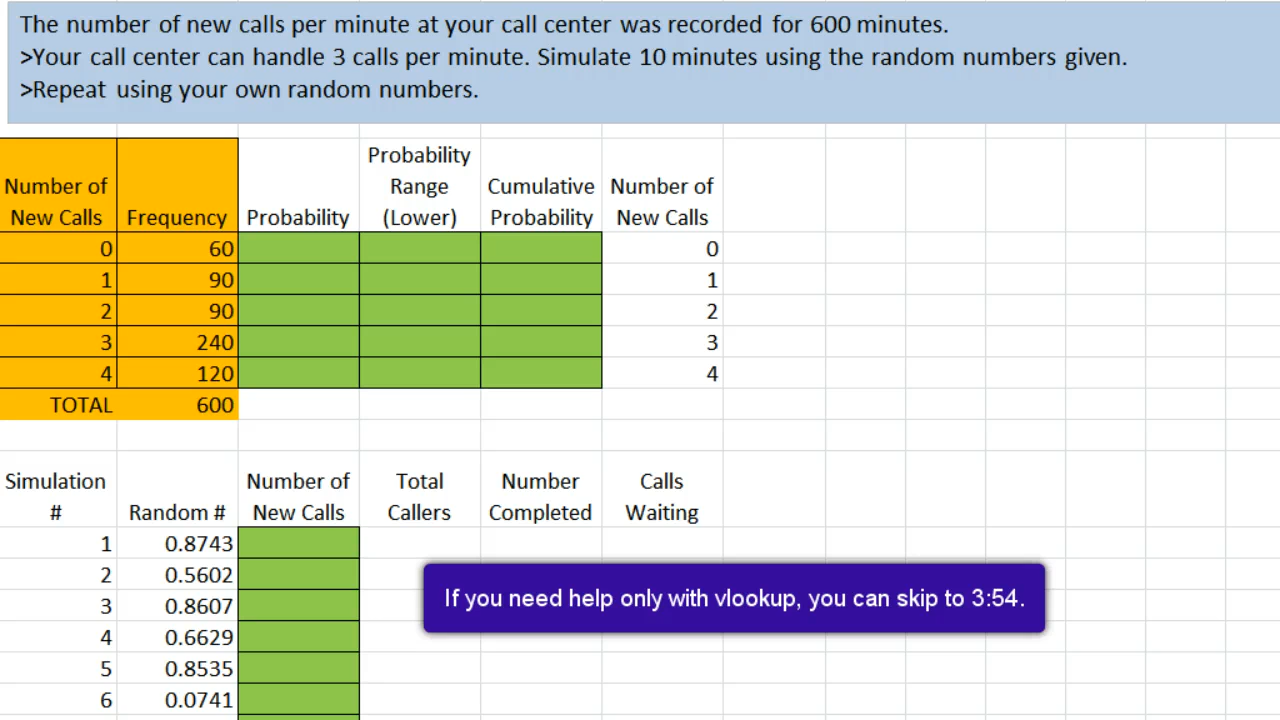 The number of new calls per minute at your call center was recorded for 600 minutes.
>Your call center can handle 3 calls per minute. Simulate 10 minutes using the random numbers given.
>Repeat using your own random numbers.
Probability
Number of Range Cumulative Number of
New Calls Frequency Probability (Lower) Probability New Calls
0 60 0
1 90 1
2 90 2
3 240 3
4 120 4
TOTAL 600
Simulation Number of Total Number Calls
# Random # New Calls Callers Completed Waiting
1 0.8743
2 0.5602
If you need help only with vlookup, you can skip to 3:54.
3 0.8607
4 0.6629
5 0.8535
6 0.0741